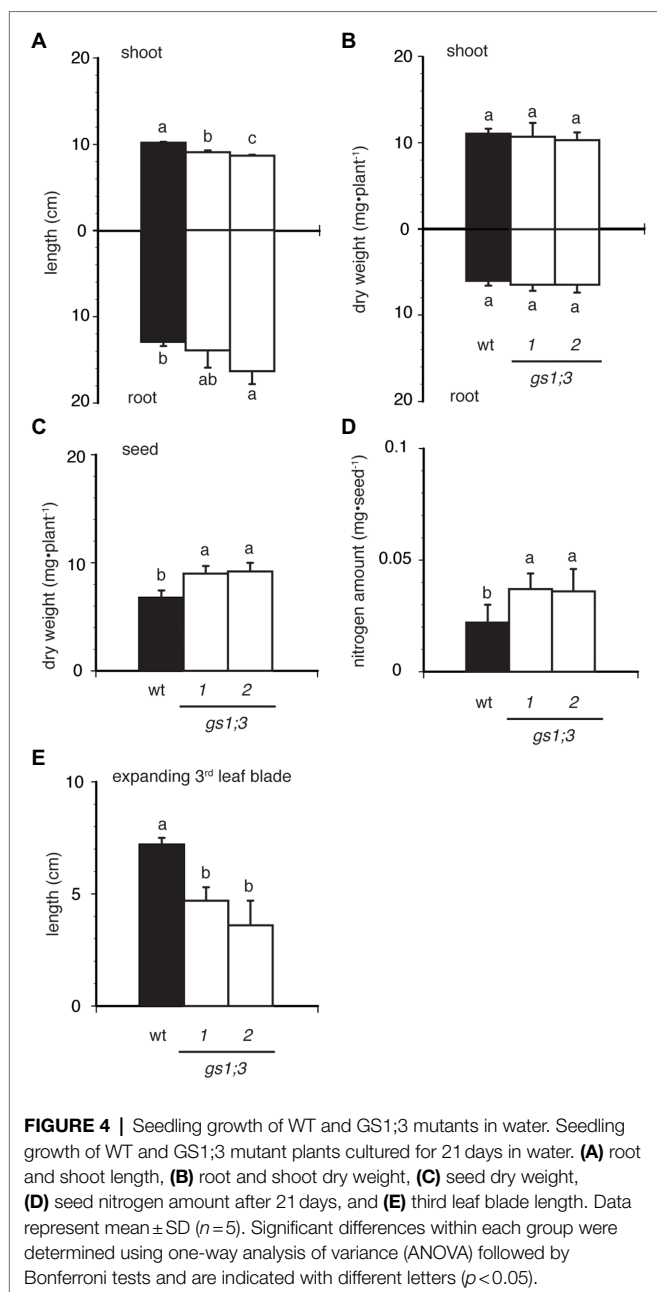 A
shoot
20
a
b
c
10
length (cm)
0
10
b
ab
a
20
root
B
shoot
20
a
a
a
10
dry weight (mg•plant⁻¹)
0
a
a
a
10
wt
1
2
gs1;3
20
root
C
seed
20
dry weight (mg•plant⁻¹)
10
b
a
a
0
wt
1
2
gs1;3
D
0.1
nitrogen amount (mg•seed⁻¹)
0.05
b
a
a
0
wt
1
2
gs1;3
E
expanding 3rd leaf blade
10
a
length (cm)
5
b
b
0
wt
1
2
gs1;3
FIGURE 4 | Seedling growth of WT and GS1;3 mutants in water. Seedling
growth of WT and GS1;3 mutant plants cultured for 21 days in water. (A) root
and shoot length, (B) root and shoot dry weight, (C) seed dry weight,
(D) seed nitrogen amount after 21 days, and (E) third leaf blade length. Data
represent mean ± SD (n = 5). Significant differences within each group were
determined using one-way analysis of variance (ANOVA) followed by
Bonferroni tests and are indicated with different letters (p < 0.05).